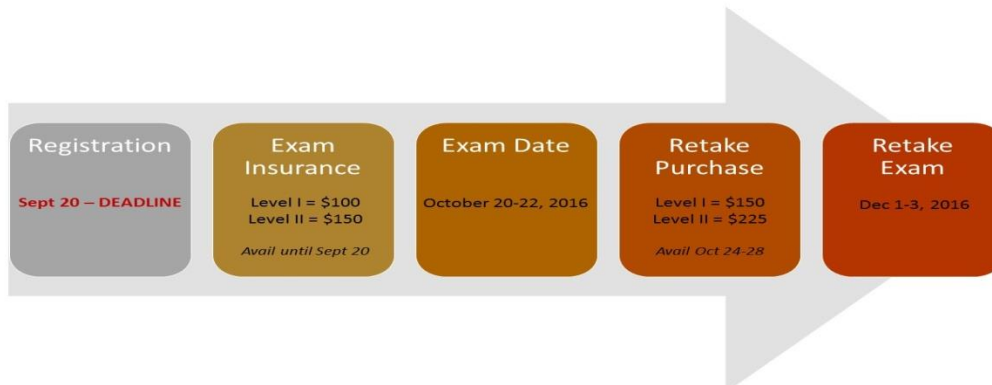 Registration
Sept 20 – DEADLINE
Exam
Insurance
Level I = $100
Level II = $150
Avail until Sept 20
Exam Date
October 20-22, 2016
Retake
Purchase
Level I = $150
Level II = $225
Avail Oct 24-28
Retake
Exam
Dec 1-3, 2016